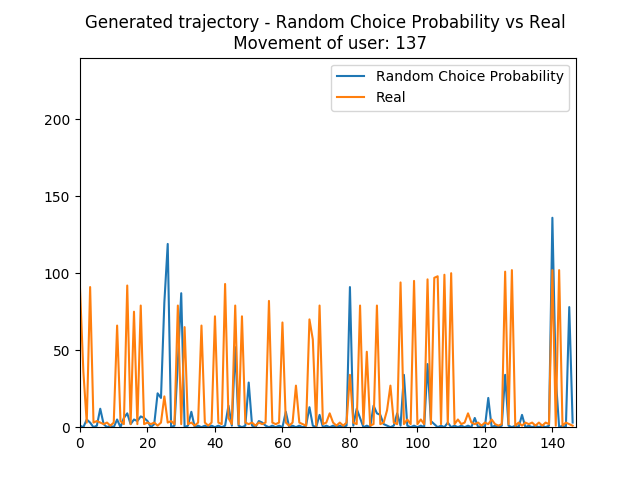 Generated trajectory - Random Choice Probability vs Real
Movement of user: 137
Random Choice Probability
Real
200
150
100
50
0
0 20 40 60 80 100 120 140